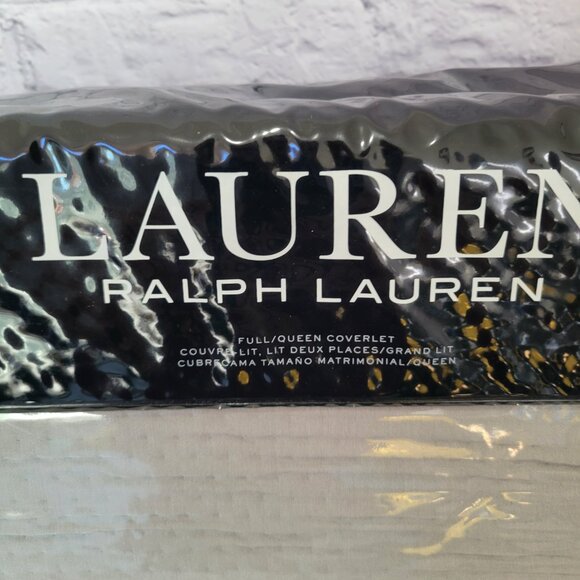 LAUREN
RALPH LAUREN
FULL/QUEEN COVERLET
COUVRE-LIT, LIT DEUX PLACES/GRAND LIT
CUBRECAMA TAMAÑO MATRIMONIAL/QUEEN